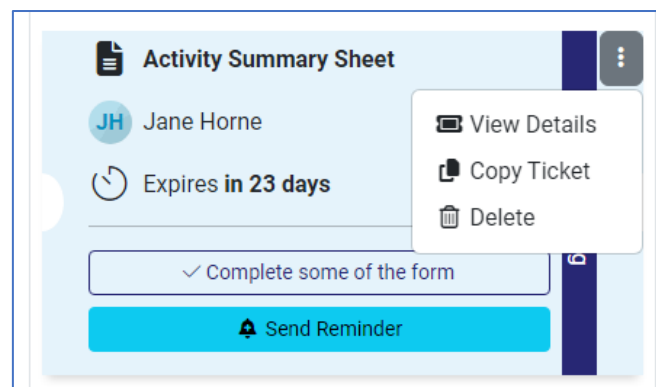 Activity Summary Sheet
JH Jane Horne
Expires in 23 days
View Details
Copy Ticket
Delete
Complete some of the form
Send Reminder